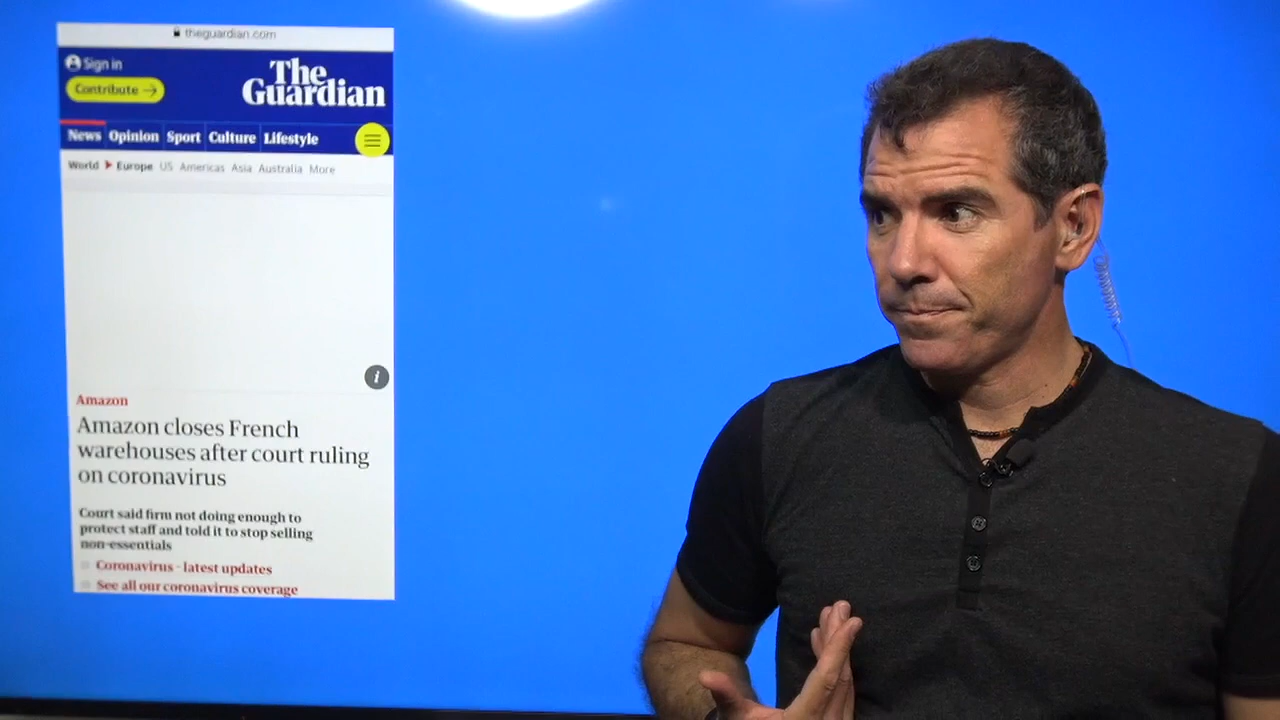 theguardian.com
Sign in
Contribute →
The
Guardian
News Opinion Sport Culture Lifestyle
World Europe US Americas Asia Australia More
i
Amazon
Amazon closes French
warehouses after court ruling
on coronavirus
Court said firm not doing enough to
protect staff and told it to stop selling
non-essentials
Coronavirus - latest updates
See all our coronavirus coverage